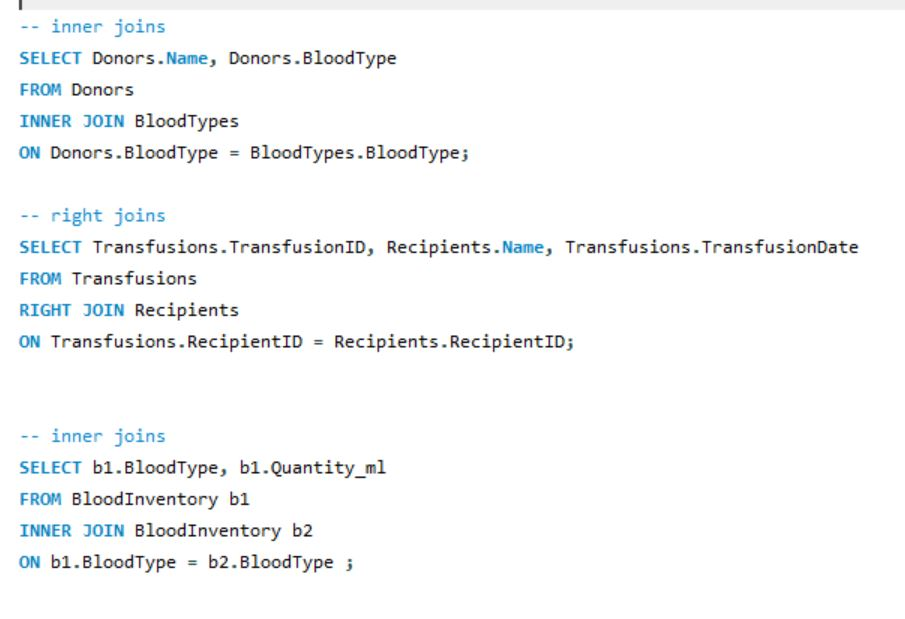 -- inner joins
SELECT Donors.Name, Donors.BloodType
FROM Donors
INNER JOIN BloodTypes
ON Donors.BloodType = BloodTypes.BloodType;
-- right joins
SELECT Transfusions.TransfusionID, Recipients.Name, Transfusions.TransfusionDate
FROM Transfusions
RIGHT JOIN Recipients
ON Transfusions.RecipientID = Recipients.RecipientID;
-- inner joins
SELECT b1.BloodType, b1.Quantity_ml
FROM BloodInventory b1
INNER JOIN BloodInventory b2
ON b1.BloodType = b2.BloodType ;